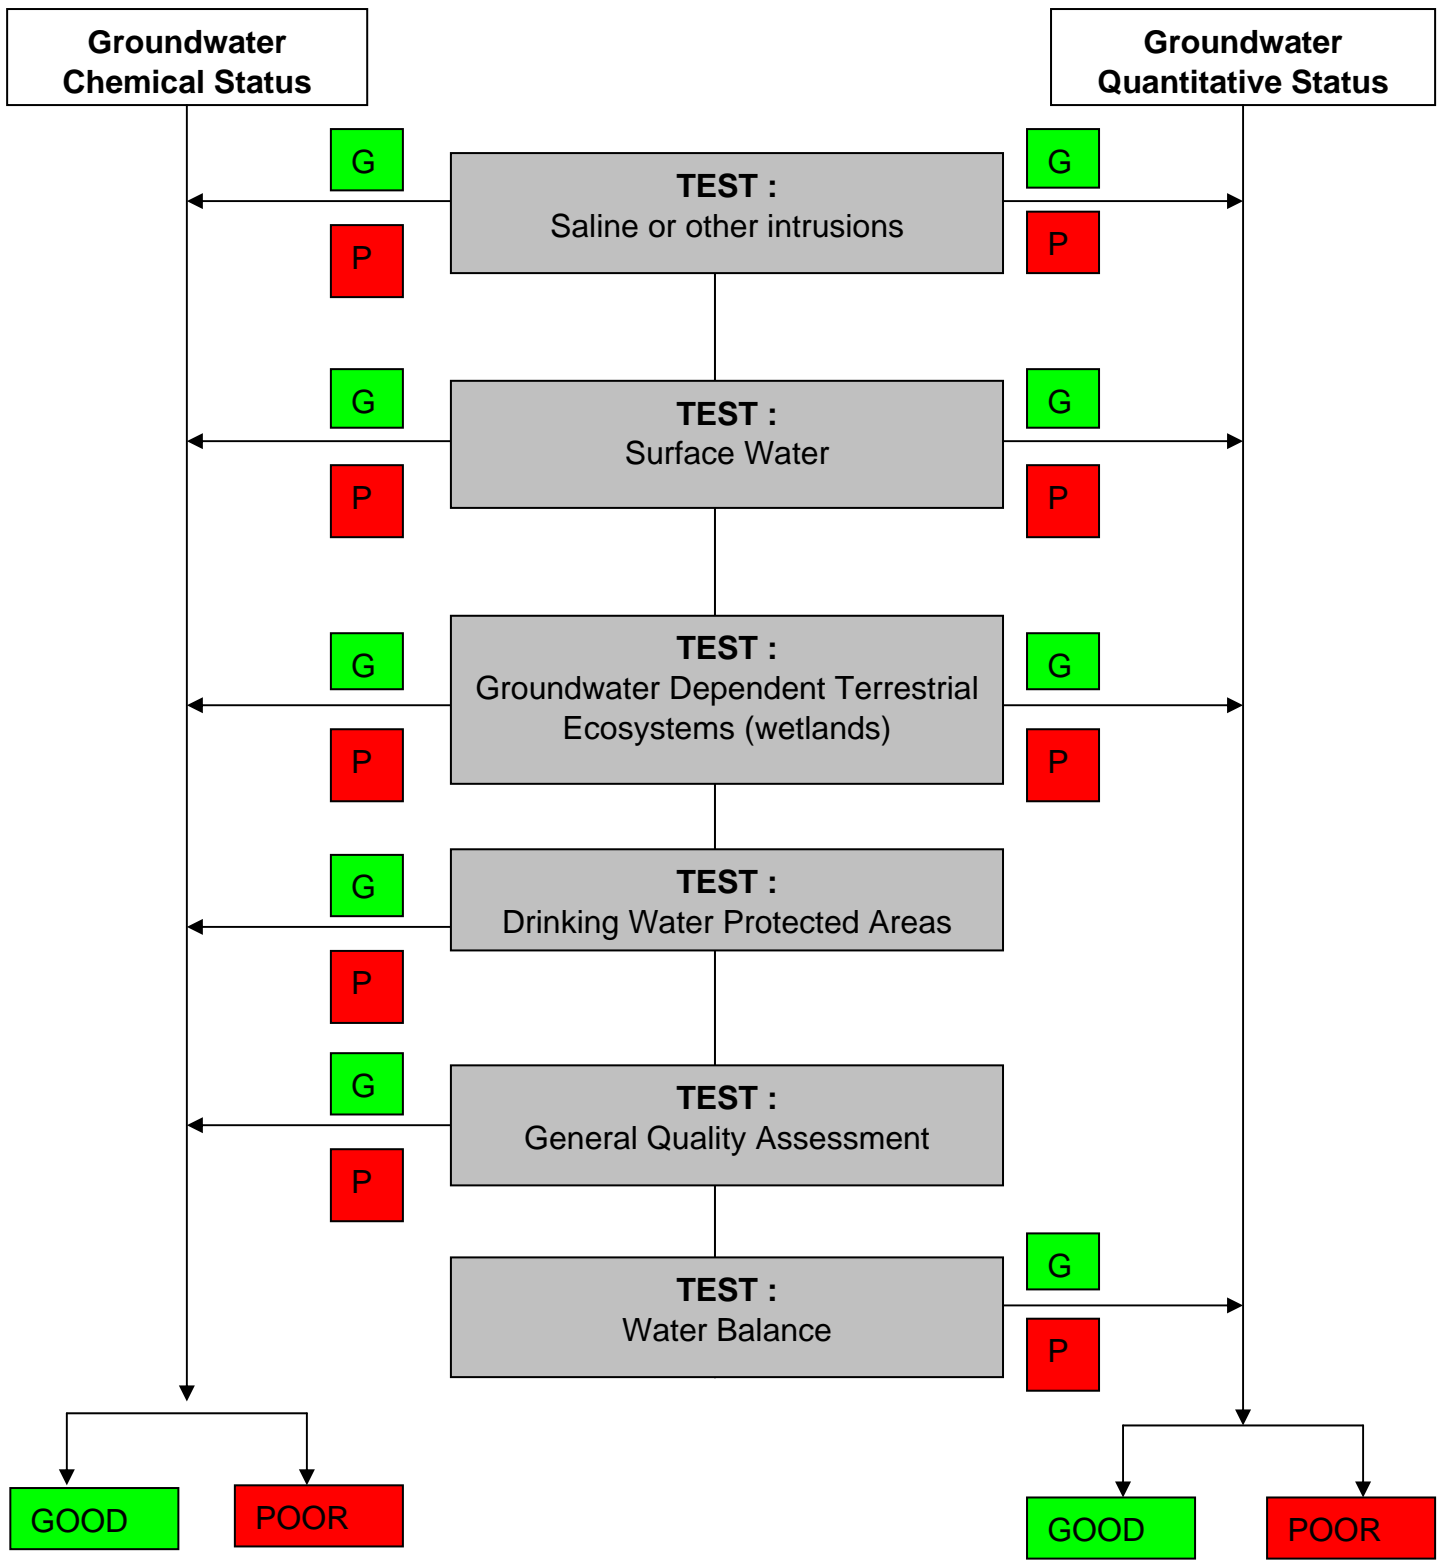 Groundwater
Chemical Status
Groundwater
Quantitative Status
G
P
TEST :
Saline or other intrusions
G
P
G
P
TEST :
Surface Water
G
P
G
P
TEST :
Groundwater Dependent Terrestrial
Ecosystems (wetlands)
G
P
G
P
TEST :
Drinking Water Protected Areas
G
P
TEST :
General Quality Assessment
TEST :
Water Balance
G
P
GOOD
POOR
GOOD
POOR